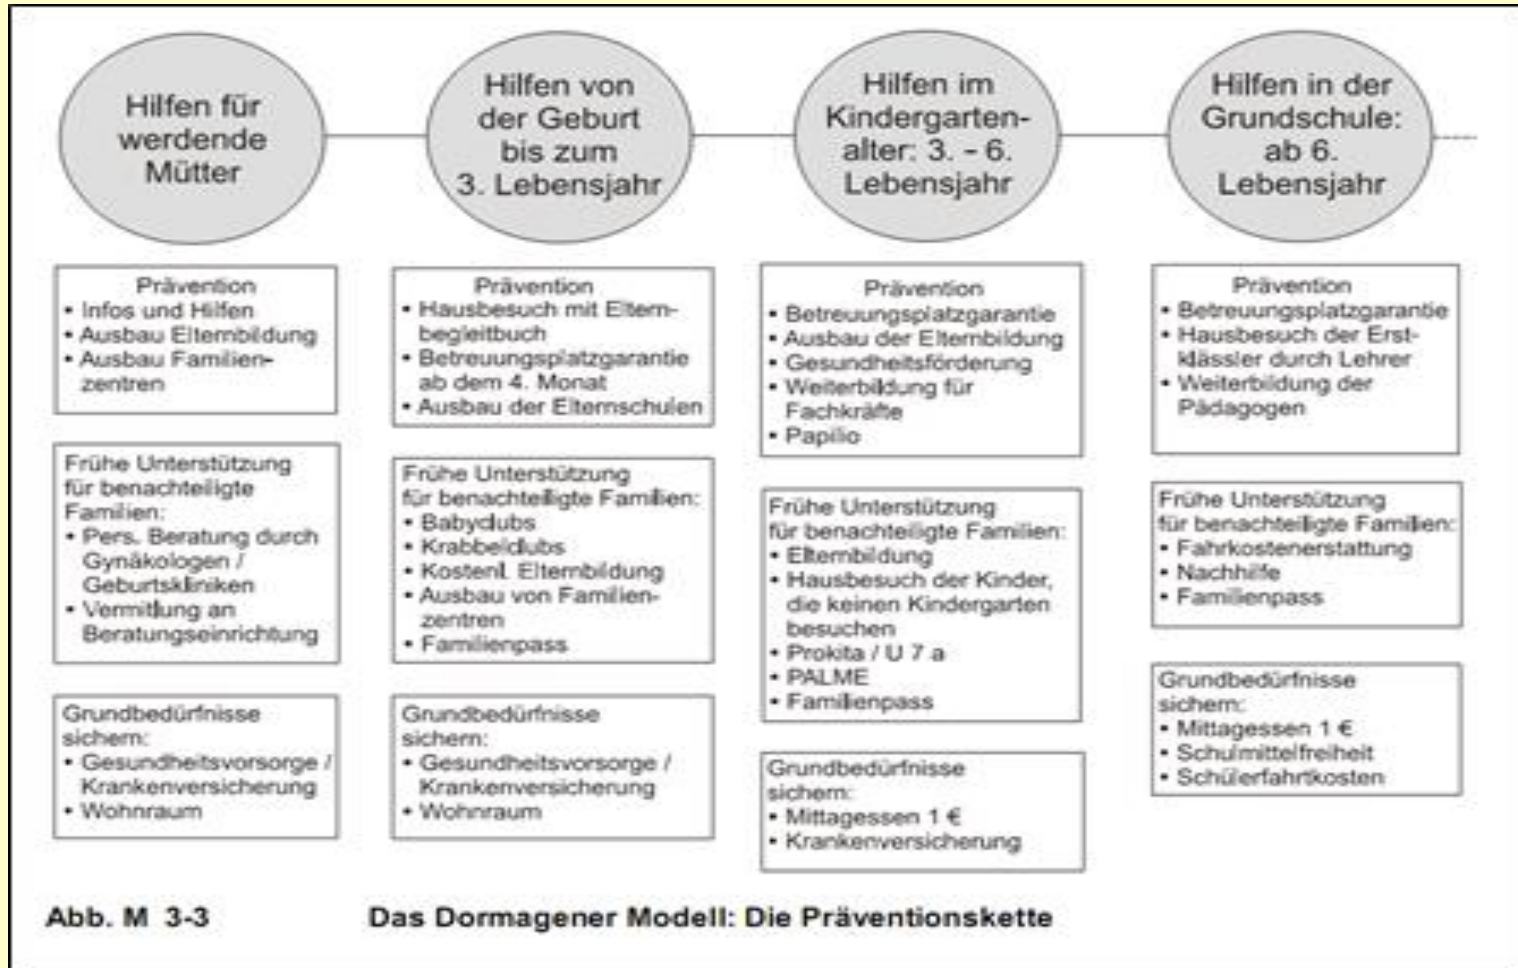 Hilfen für
werdende
Mütter
Hilfen von
der Geburt
bis zum
3. Lebensjahr
Hilfen im
Kindergarten-
alter: 3. - 6.
Lebensjahr
Hilfen in der
Grundschule:
ab 6.
Lebensjahr
Prävention
• Infos und Hilfen
• Ausbau Elternbildung
• Ausbau Familien-
zentren
Frühe Unterstützung
für benachteiligte
Familien:
• Pers. Beratung durch
Gynäkologen /
Geburtskliniken
• Vermitlung an
Beratungseinrichtung
Grundbedürfnisse
sichern:
• Gesundheitsvorsorge /
Krankenversicherung
• Wohnraum
Prävention
• Hausbesuch mit Eltern-
begleitbuch
• Betreuungsplatzgarantie
ab dem 4. Monat
• Ausbau der Elternschulen
Frühe Unterstützung
für benachteiligte Familien:
• Babyclubs
• Krabbelclubs
• Kostenl. Elternbildung
• Ausbau von Familien-
zentren
• Familienpass
Grundbedürfnisse
sichern:
• Gesundheitsvorsorge /
Krankenversicherung
• Wohnraum
Prävention
• Betreuungsplatzgarantie
• Ausbau der Elternbildung
• Gesundheitsförderung
• Weiterbildung für
Fachkräfte
• Papilio
Frühe Unterstützung
für benachteiligte Familien:
• Elternbildung
• Hausbesuch der Kinder,
die keinen Kindergarten
besuchen
• Prokita / U 7 a
• PALME
• Familienpass
Grundbedürfnisse
sichern:
• Mittagessen 1 €
• Krankenversicherung
Prävention
• Betreuungsplatzgarantie
• Hausbesuch der Erst-
klässler durch Lehrer
• Weiterbildung der
Pädagogen
Frühe Unterstützung
für benachteiligte Familien:
• Fahrkostenerstattung
• Nachhilfe
• Familienpass
Grundbedürfnisse
sichern:
• Mittagessen 1 €
• Schulmittelfreiheit
• Schülerfahrtkosten
Abb. M 3-3 Das Dormagener Modell: Die Präventionskette